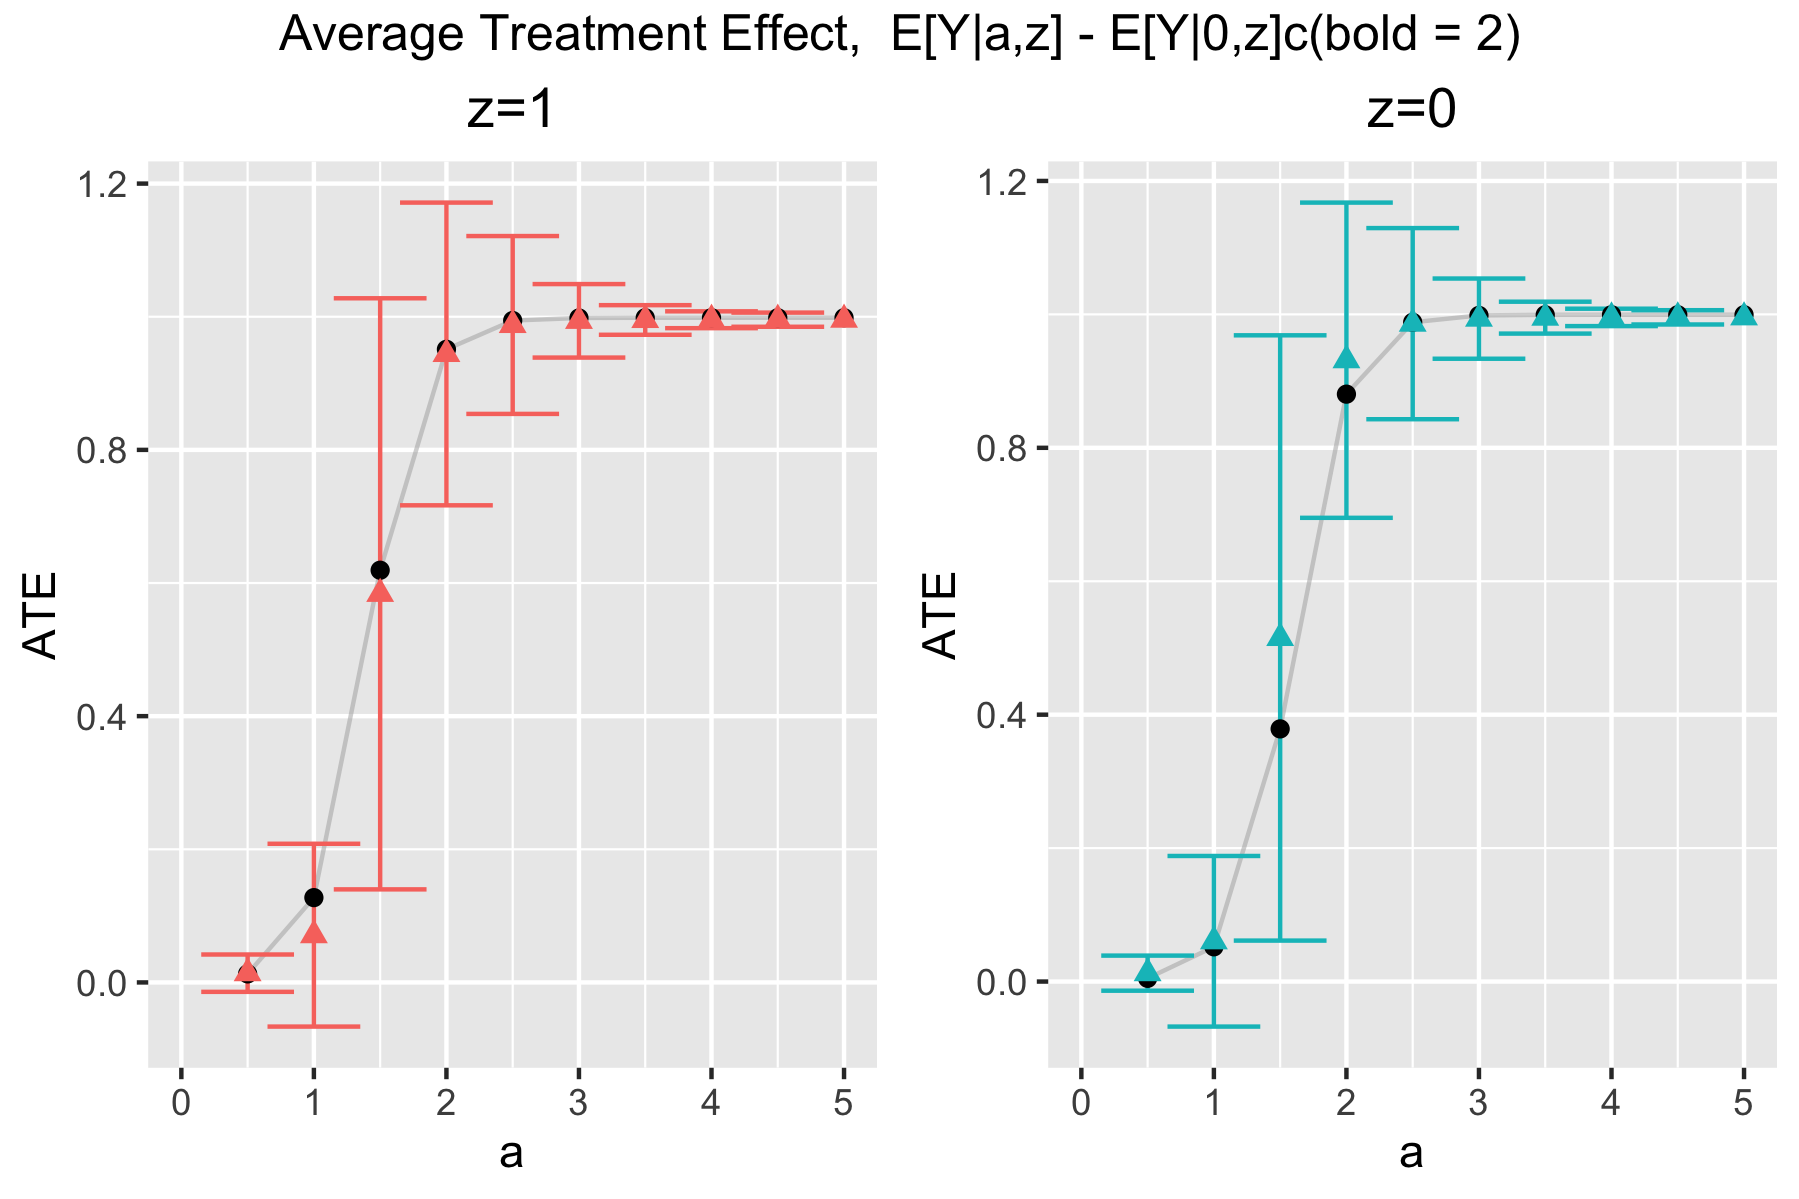 Average Treatment Effect,  E[Y|a,z] - E[Y|0,z]c(bold = 2)
z=1
1.2
0.8
0.4
0.0
ATE
0 1 2 3 4 5
a
z=0
1.2
0.8
0.4
0.0
ATE
0 1 2 3 4 5
a